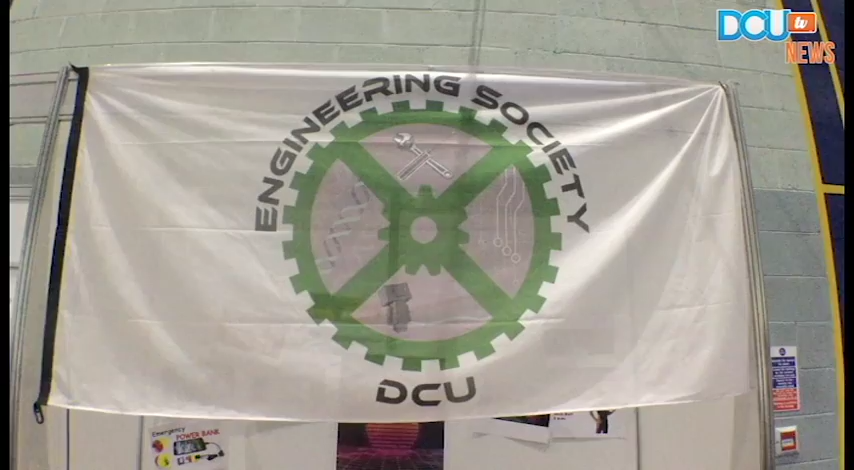 DCU tv
NEWS
ENGINEERING SOCIETY
DCU
Emergency
POWER BANK